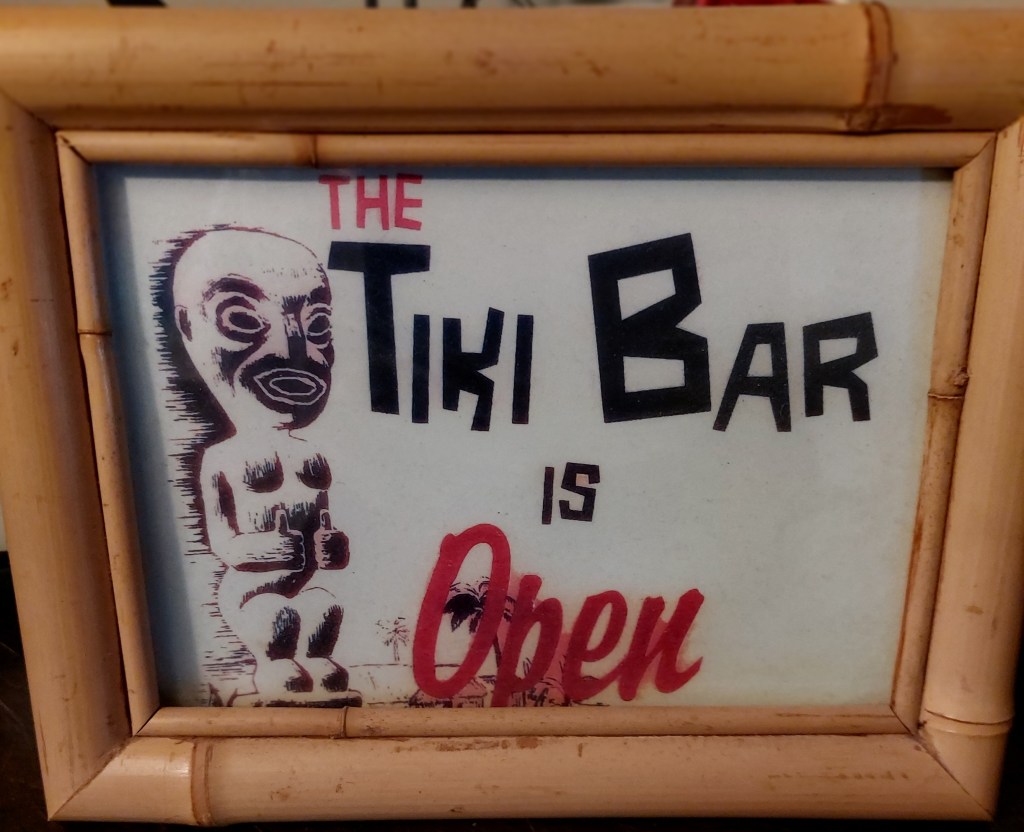 THE
TIKI BAR
IS
Open